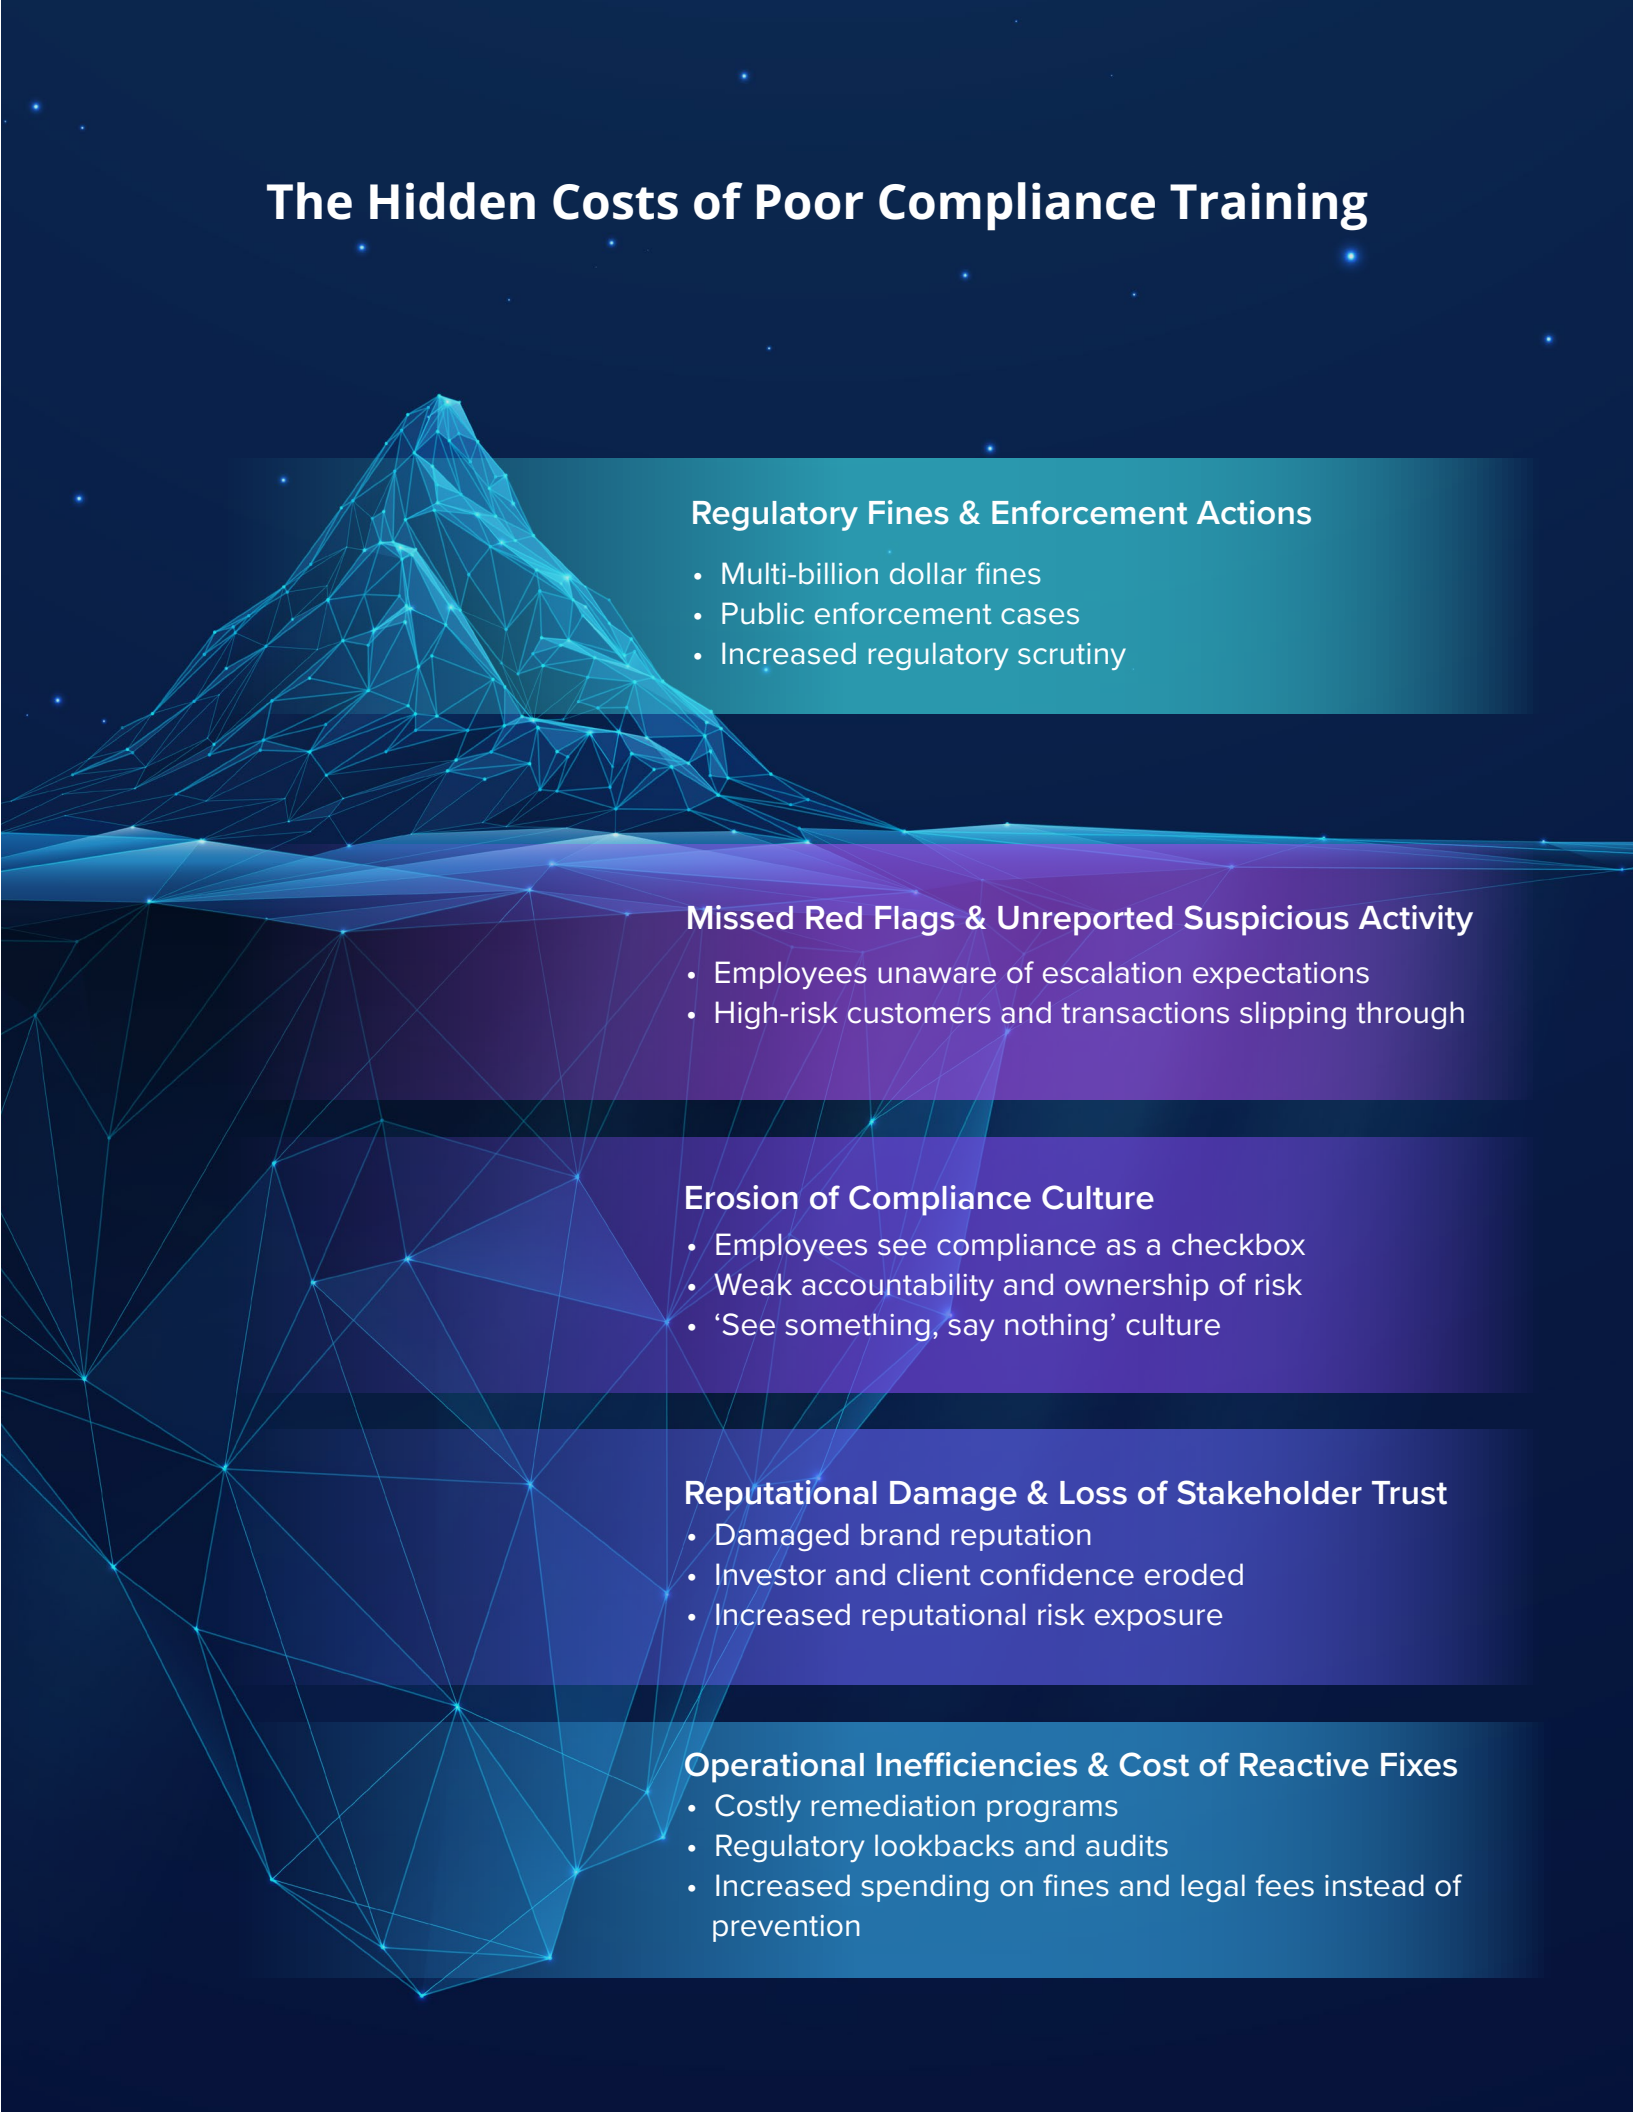 The Hidden Costs of Poor Compliance Training
Regulatory Fines & Enforcement Actions
• Multi-billion dollar fines
• Public enforcement cases
• Increased regulatory scrutiny
Missed Red Flags & Unreported Suspicious Activity
• Employees unaware of escalation expectations
• High-risk customers and transactions slipping through
Erosion of Compliance Culture
• Employees see compliance as a checkbox
• Weak accountability and ownership of risk
• ‘See something, say nothing’ culture
Reputational Damage & Loss of Stakeholder Trust
• Damaged brand reputation
• Investor and client confidence eroded
• Increased reputational risk exposure
Operational Inefficiencies & Cost of Reactive Fixes
• Costly remediation programs
• Regulatory lookbacks and audits
• Increased spending on fines and legal fees instead of
prevention